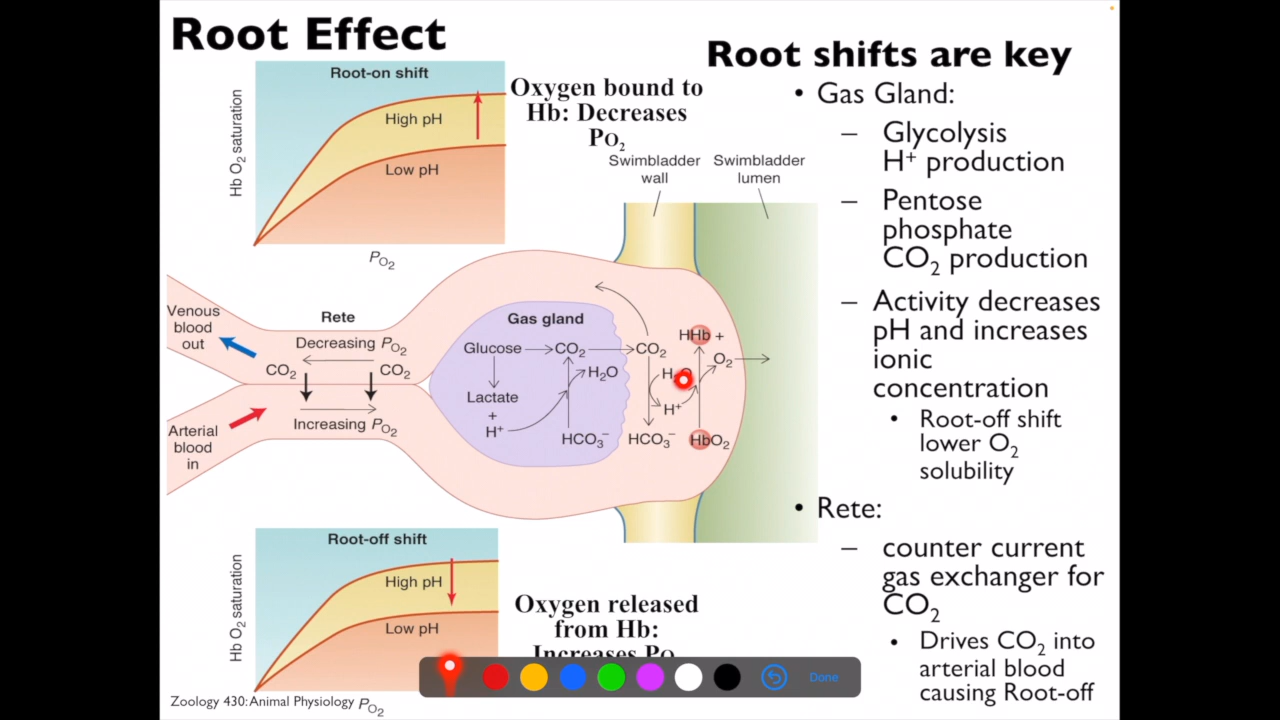 Root Effect
Root shifts are key
Root-on shift
High pH
Low pH
Hb O2 saturation
PO2
Oxygen bound to
Hb: Decreases
PO2
Swimbladder
wall
Swimbladder
lumen
Venous
blood
out
Rete
Decreasing PO2
CO2
CO2
Increasing PO2
Arterial
blood
in
Gas gland
Glucose
CO2
CO2
H2O
Lactate
+
H+
HCO3−
HCO3−
H+
HHb +
O2
HbO2
Root-off shift
High pH
Low pH
Hb O2 saturation
PO2
Oxygen released
from Hb:
Increases PO
• Gas Gland:
– Glycolysis
H+ production
– Pentose
phosphate
CO2 production
– Activity decreases
pH and increases
ionic
concentration
• Root-off shift
lower O2
solubility
• Rete:
– counter current
gas exchanger for
CO2
• Drives CO2 into
arterial blood
causing Root-off
Done
Zoology 430: Animal Physiology